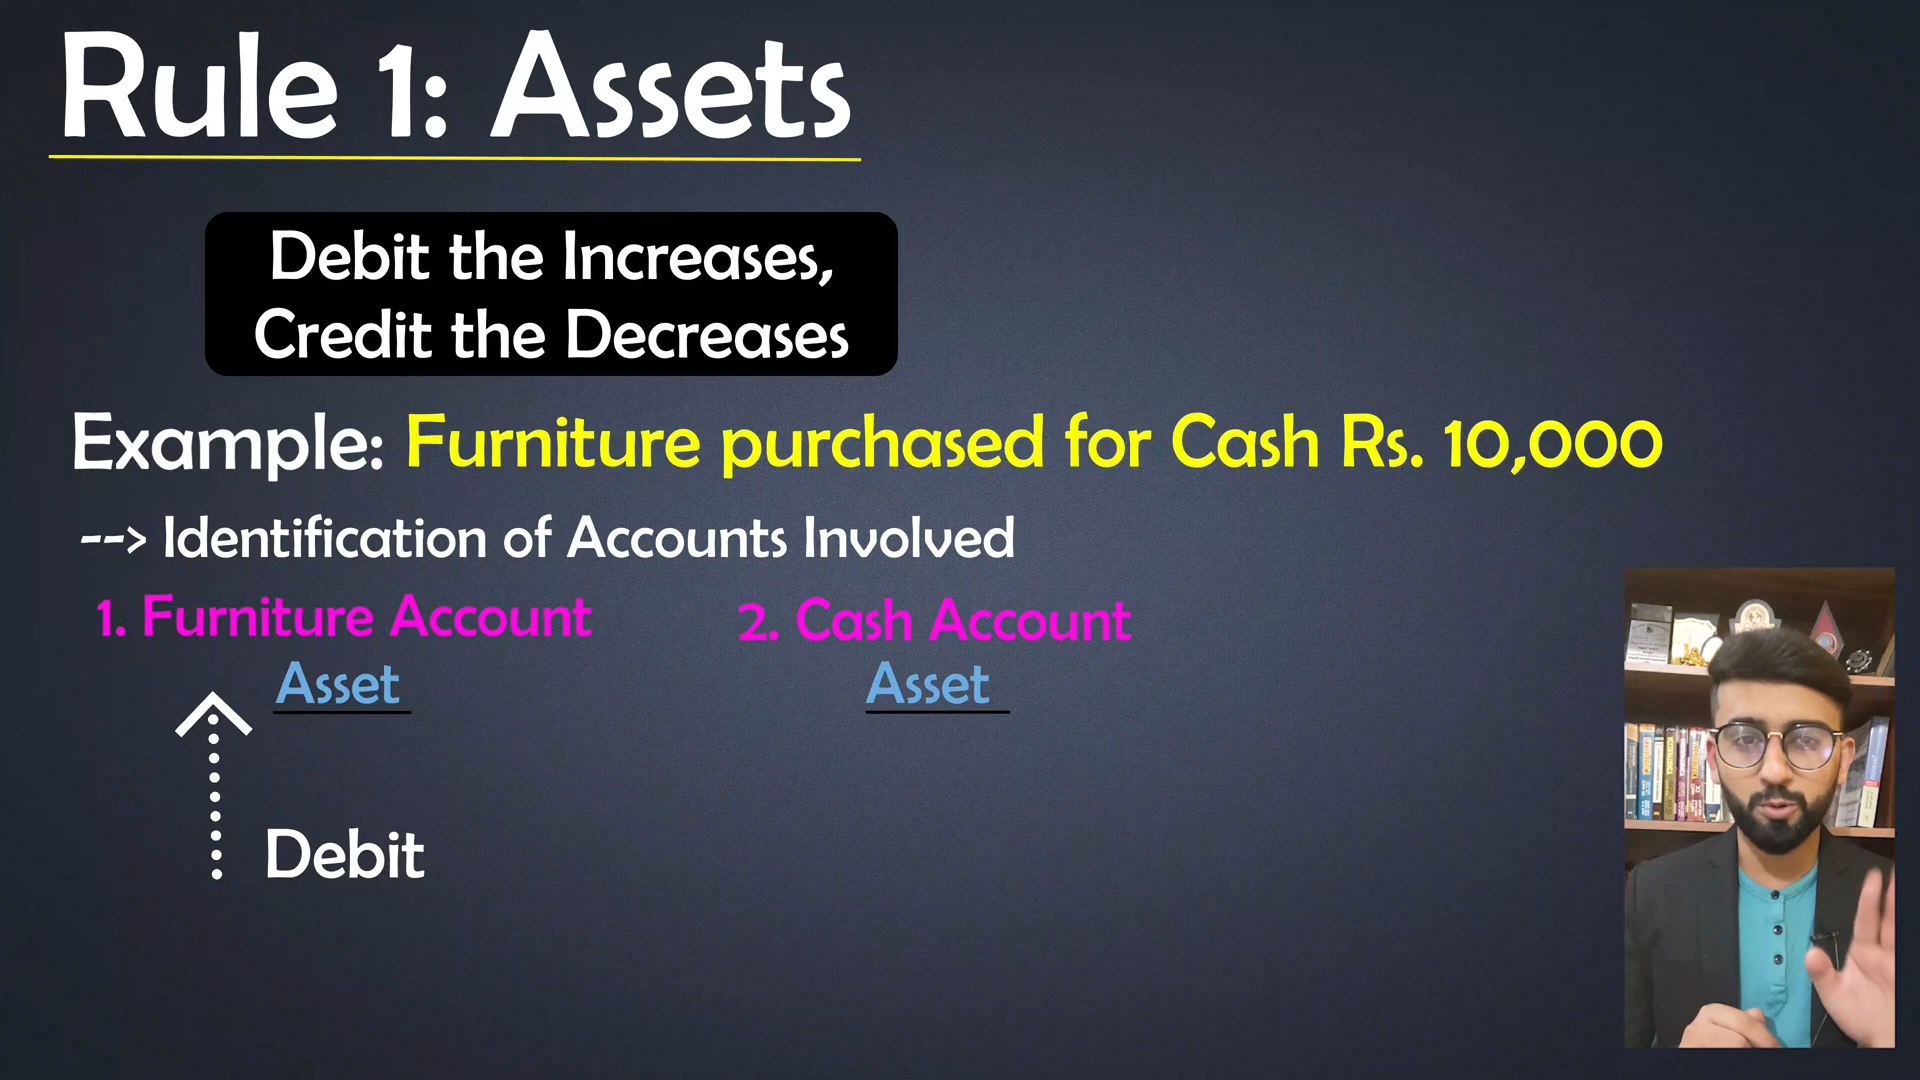 Rule 1: Assets
Debit the Increases,
Credit the Decreases
Example: Furniture purchased for Cash Rs. 10,000
--> Identification of Accounts Involved
1. Furniture Account
2. Cash Account
Asset
Asset
Debit